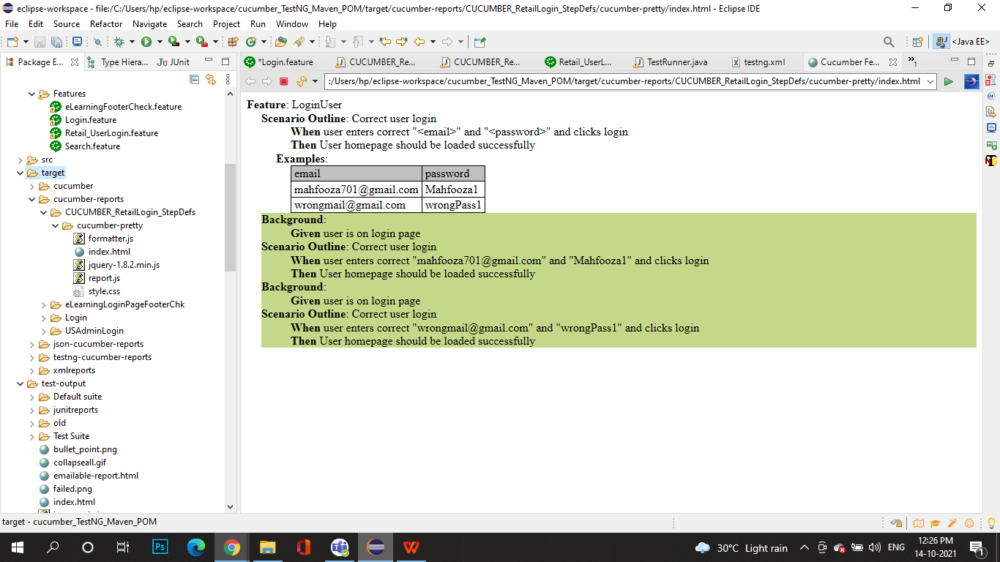 eclipse-workspace - file:/C:/Users/hp/eclipse-workspace/cucumber_TestNG_Maven_POM/target/cucumber-reports/CUCUMBER_RetailLogin_StepDefs/cucumber-pretty/index.html - Eclipse IDE
File Edit Source Refactor Navigate Search Project Run Window Help
<Java EE>
Package E... Type Hiera... Ju JUnit
*Login.feature CUCUMBER_Re... CUCUMBER_Re... Retail_UserL... TestRunner.java testng.xml Cucumber Fe... »1
:/Users/hp/eclipse-workspace/cucumber_TestNG_Maven_POM/target/cucumber-reports/CUCUMBER_RetailLogin_StepDefs/cucumber-pretty/index.html
Features
eLearningFooterCheck.feature
Login.feature
Retail_UserLogin.feature
Search.feature
src
target
cucumber
cucumber-reports
CUCUMBER_RetailLogin_StepDefs
cucumber-pretty
formatter.js
index.html
jquery-1.8.2.min.js
report.js
style.css
eLearningLoginPageFooterChk
Login
USAdminLogin
json-cucumber-reports
testng-cucumber-reports
xmlreports
test-output
Default suite
junitreports
old
Test Suite
bullet_point.png
collapseall.gif
emailable-report.html
failed.png
index.html
Feature: LoginUser
Scenario Outline: Correct user login
When user enters correct "<email>" and "<password>" and clicks login
Then User homepage should be loaded successfully
Examples:
email password
mahfooza701@gmail.com Mahfooza1
wrongmail@gmail.com wrongPass1
Background:
Given user is on login page
Scenario Outline: Correct user login
When user enters correct "mahfooza701@gmail.com" and "Mahfooza1" and clicks login
Then User homepage should be loaded successfully
Background:
Given user is on login page
Scenario Outline: Correct user login
When user enters correct "wrongmail@gmail.com" and "wrongPass1" and clicks login
Then User homepage should be loaded successfully
target - cucumber_TestNG_Maven_POM
Ps
30°C Light rain
ENG
12:26 PM
14-10-2021
1